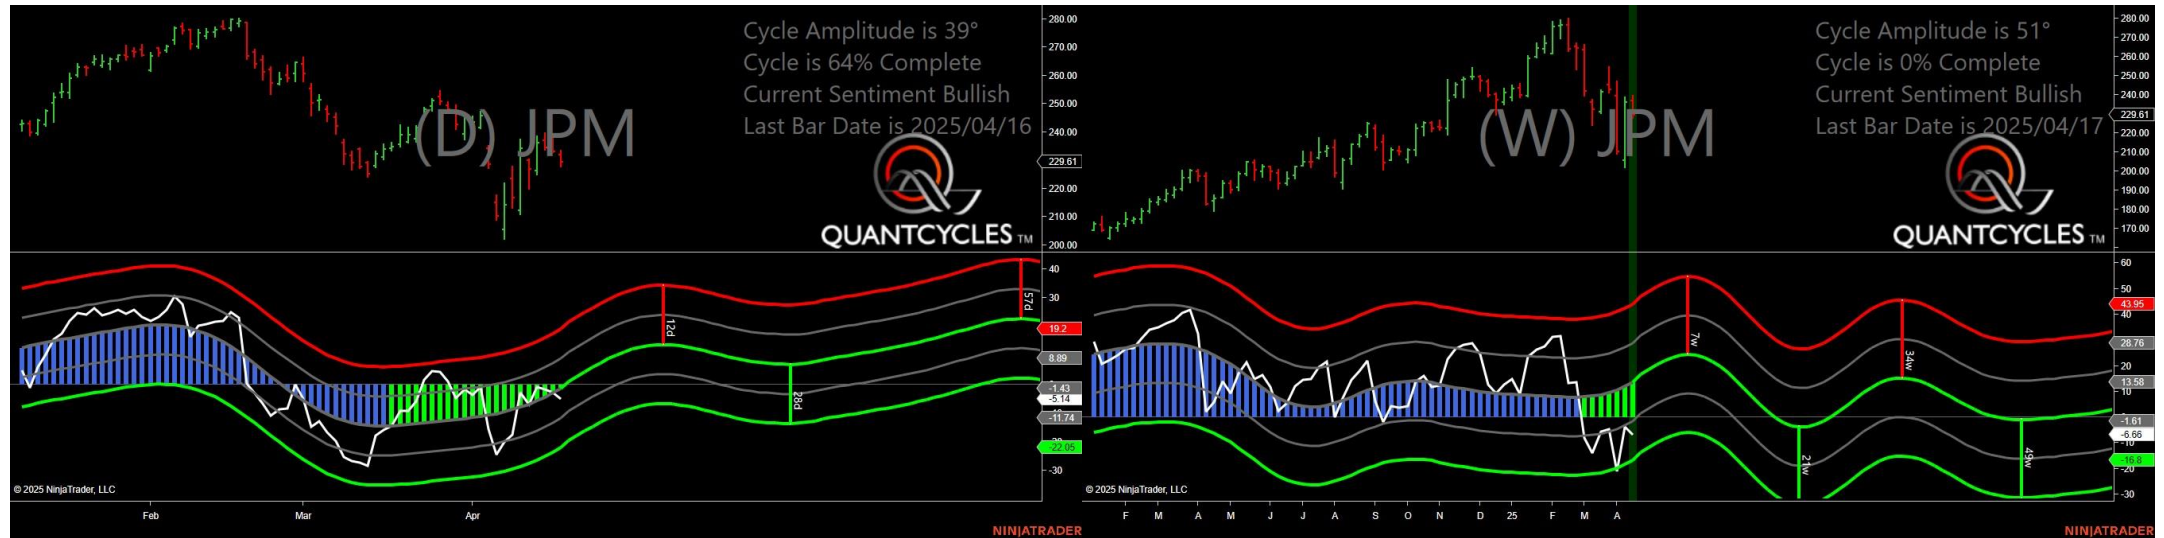 Cycle Amplitude is 39°
Cycle is 64% Complete
Current Sentiment Bullish
Last Bar Date is 2025/04/16
(D) JPM
QUANTCYCLES TM
280.00
270.00
260.00
250.00
240.00
229.61
220.00
210.00
200.00
40
30
19.2
8.89
-1.43
-5.14
-11.74
-22.05
-30
12d
28d
57d
© 2025 NinjaTrader, LLC
Feb Mar Apr
NINJATRADER
Cycle Amplitude is 51°
Cycle is 0% Complete
Current Sentiment Bullish
Last Bar Date is 2025/04/17
(W) JPM
QUANTCYCLES TM
280.00
270.00
260.00
250.00
240.00
229.61
220.00
210.00
200.00
190.00
180.00
170.00
60
50
43.95
40
28.76
20
13.58
10
-1.61
-6.66
-10
-16.8
-20
-30
7w
21w
34w
49w
© 2025 NinjaTrader, LLC
F M A M J J A S O N D 25 F M A
NINJATRADER